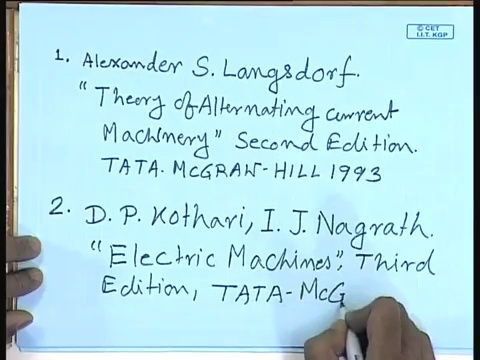 © CET
I.I.T. KGP
1. Alexander S. Langsdorf.
"Theory of Alternating current
Machinery" Second Edition.
TATA. McGRAW-HILL 1993
2. D. P. Kothari, I. J. Nagrath.
"Electric Machines", Third
Edition, TATA-McG